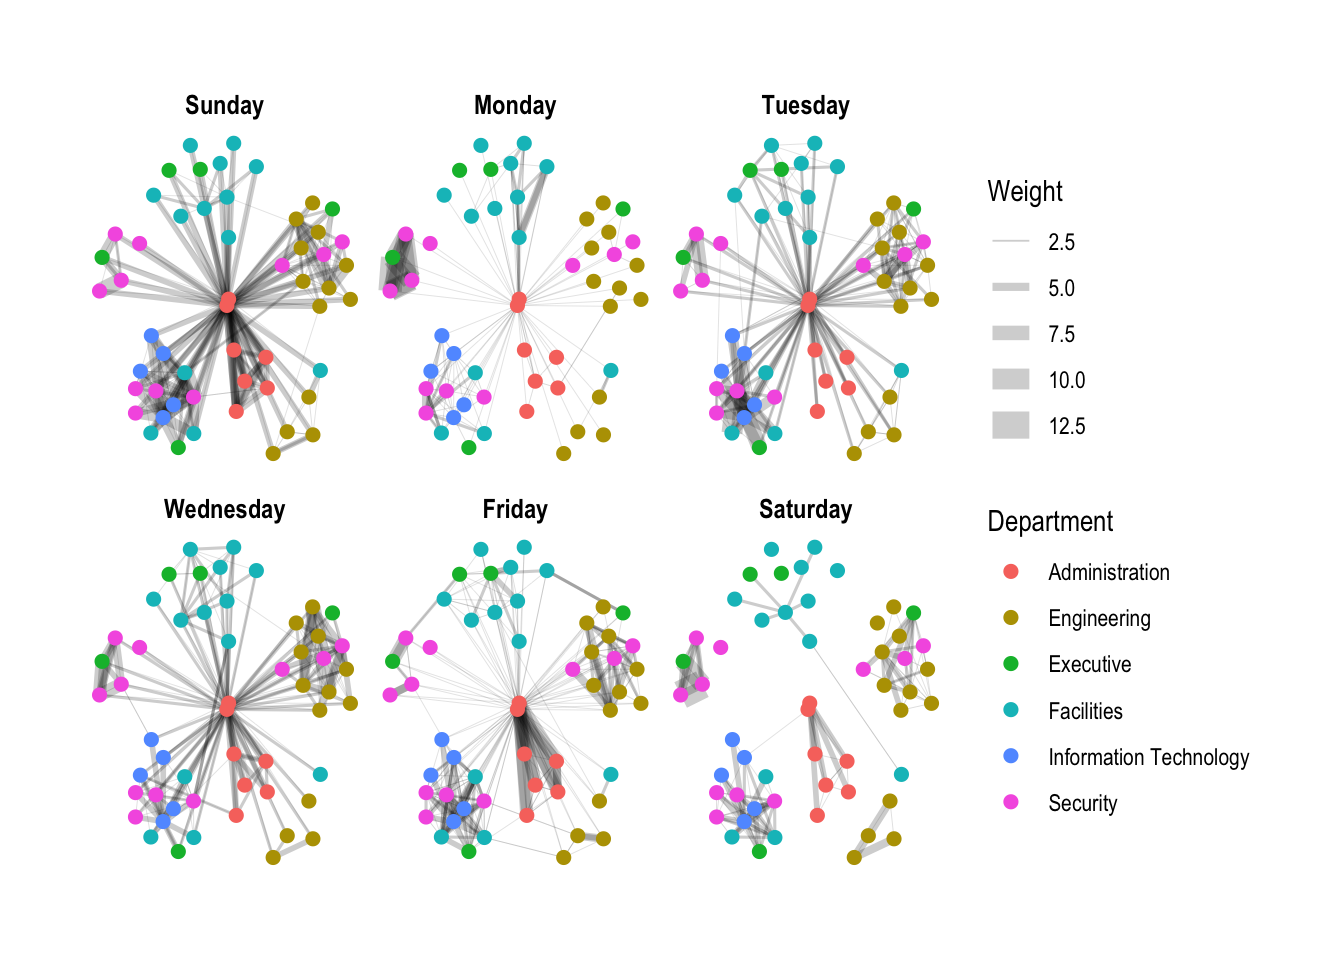 Sunday
Monday
Tuesday
Wednesday
Friday
Saturday
Weight
2.5
5.0
7.5
10.0
12.5
Department
Administration
Engineering
Executive
Facilities
Information Technology
Security